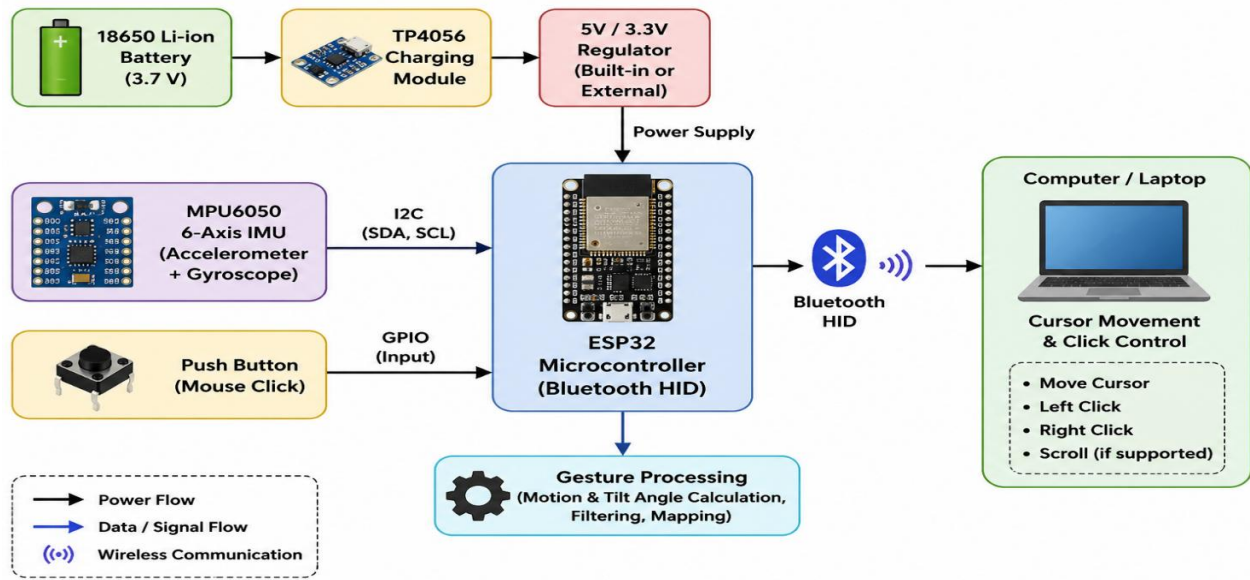 18650 Li-ion
Battery
(3.7 V)
TP4056
Charging
Module
5V / 3.3V
Regulator
(Built-in or
External)
Power Supply
MPU6050
6-Axis IMU
(Accelerometer
+ Gyroscope)
I2C
(SDA, SCL)
Push Button
(Mouse Click)
GPIO
(Input)
ESP32
Microcontroller
(Bluetooth HID)
Bluetooth
HID
Computer / Laptop
Cursor Movement
& Click Control
• Move Cursor
• Left Click
• Right Click
• Scroll (if supported)
Gesture Processing
(Motion & Tilt Angle Calculation,
Filtering, Mapping)
Power Flow
Data / Signal Flow
Wireless Communication